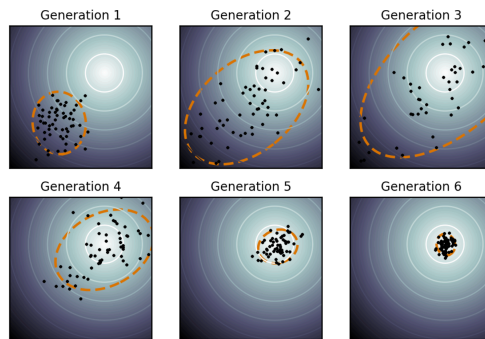 Generation 1
Generation 2
Generation 3
Generation 4
Generation 5
Generation 6